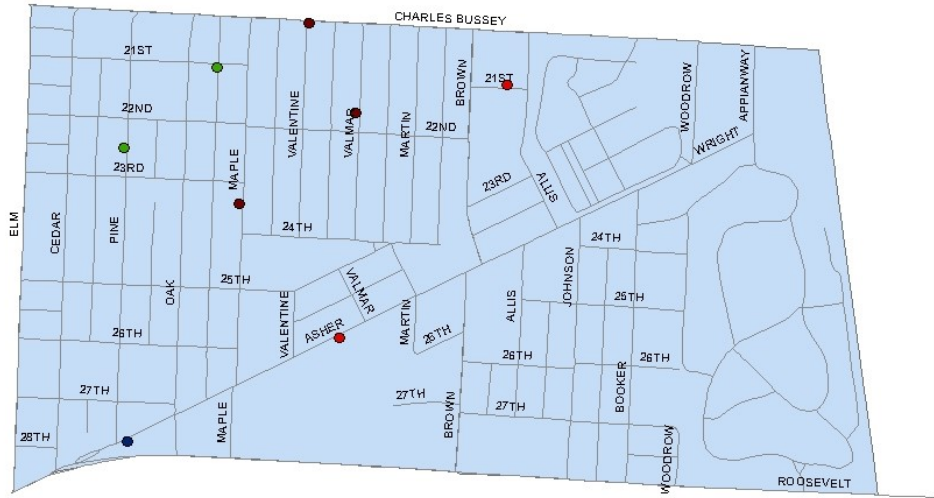 CHARLES BUSSEY
21ST
21ST
BROWN
WOODROW
APPIANWAY
22ND
VALENTINE
VALMAR
MARTIN
22ND
WRIGHT
23RD
MAPLE
23RD
ALLIS
ELM
CEDAR
PINE
24TH
24TH
JOHNSON
25TH
OAK
VALMAR
25TH
ALLIS
VALENTINE
ASHER
MARTIN
26TH
26TH
26TH
26TH
BOOKER
27TH
27TH
27TH
BROWN
MAPLE
28TH
WOODROW
ROOSEVELT